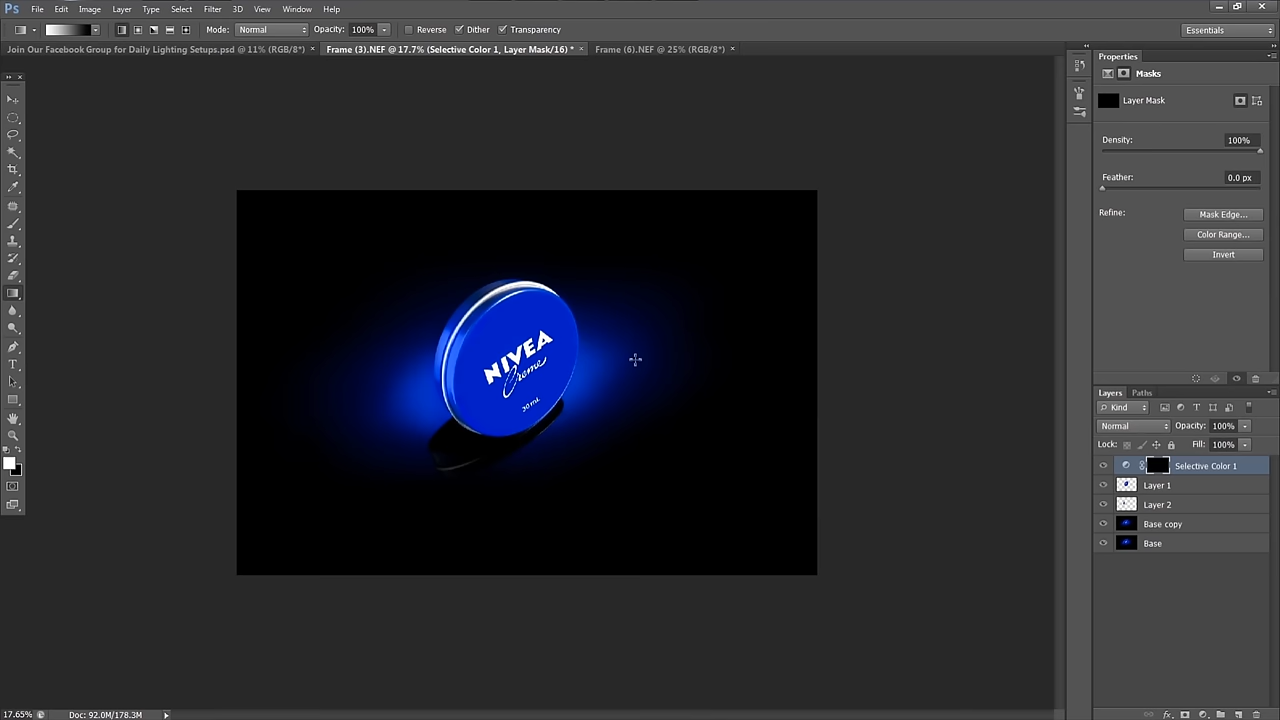 Ps File Edit Image Layer Type Select Filter 3D View Window Help
Mode: Normal Opacity: 100% Reverse Dither Transparency Essentials
Join Our Facebook Group for Daily Lighting Setups.psd @ 11% (RGB/8*) × Frame (3).NEF @ 17.7% (Selective Color 1, Layer Mask/16) * × Frame (6).NEF @ 25% (RGB/8*) ×
Properties
Masks
Layer Mask
Density: 100%
Feather: 0.0 px
Refine: Mask Edge...
Color Range...
Invert
NIVEA
Creme
30 mL
Layers Paths
Kind
Normal Opacity: 100%
Lock: Fill: 100%
Selective Color 1
Layer 1
Layer 2
Base copy
Base
17.65% Doc: 92.0M/178.3M